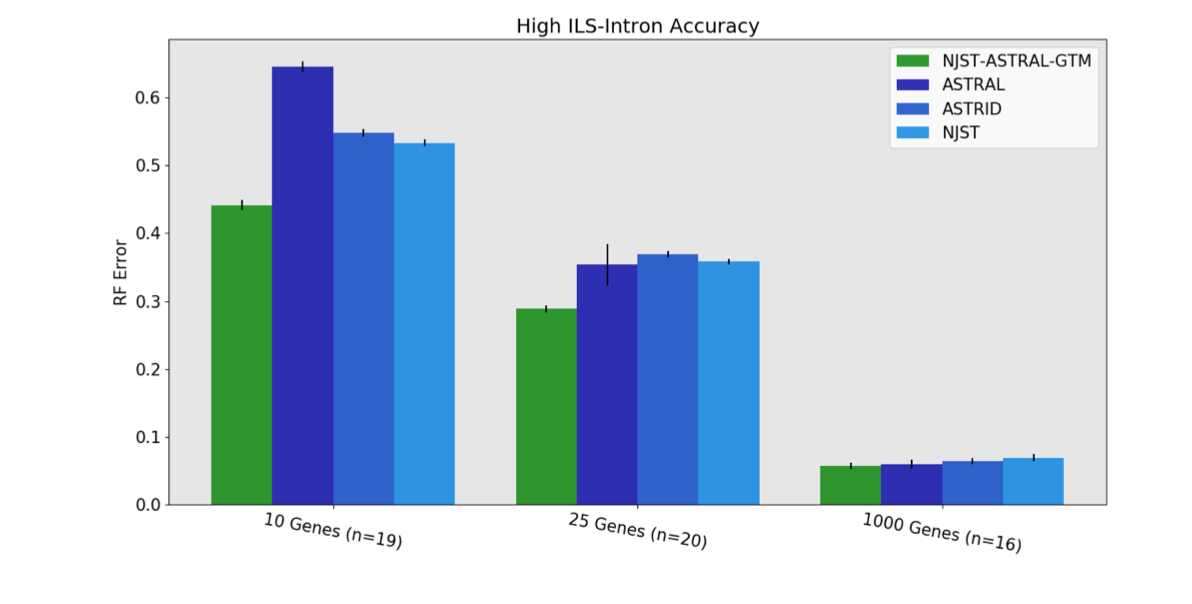 High ILS-Intron Accuracy
NJST-ASTRAL-GTM
ASTRAL
ASTRID
NJST
RF Error
0.6
0.5
0.4
0.3
0.2
0.1
0.0
10 Genes (n=19)
25 Genes (n=20)
1000 Genes (n=16)